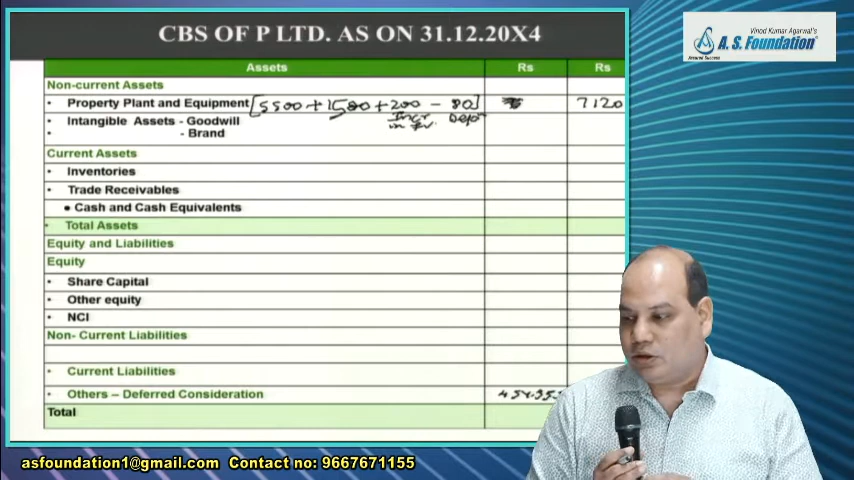 CBS OF P LTD. AS ON 31.12.20X4
Vinod Kumar Agarwal's
A. S. Foundation
Assured Success
Assets Rs Rs
Non-current Assets
• Property Plant and Equipment [5500+1500+200-80] 7120
Incr in F.V. Depn
• Intangible Assets - Goodwill
• - Brand
Current Assets
• Inventories
• Trade Receivables
• Cash and Cash Equivalents
• Total Assets
Equity and Liabilities
Equity
• Share Capital
• Other equity
• NCI
Non- Current Liabilities
• Current Liabilities
• Others – Deferred Consideration
Total
asfoundation1@gmail.com Contact no: 9667671155